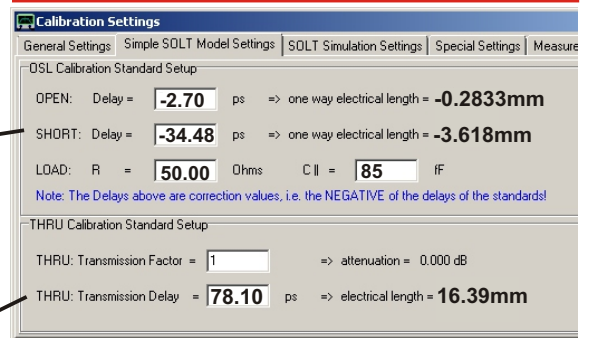 Calibration Settings
General Settings Simple SOLT Model Settings SOLT Simulation Settings Special Settings Measure
OSL Calibration Standard Setup
OPEN: Delay = -2.70 ps => one way electrical length = -0.2833mm
SHORT: Delay = -34.48 ps => one way electrical length = -3.618mm
LOAD: R = 50.00 Ohms C || = 85 fF
Note: The Delays above are correction values, i.e. the NEGATIVE of the delays of the standards!
THRU Calibration Standard Setup
THRU: Transmission Factor = 1 => attenuation = 0.000 dB
THRU: Transmission Delay = 78.10 ps => electrical length = 16.39mm